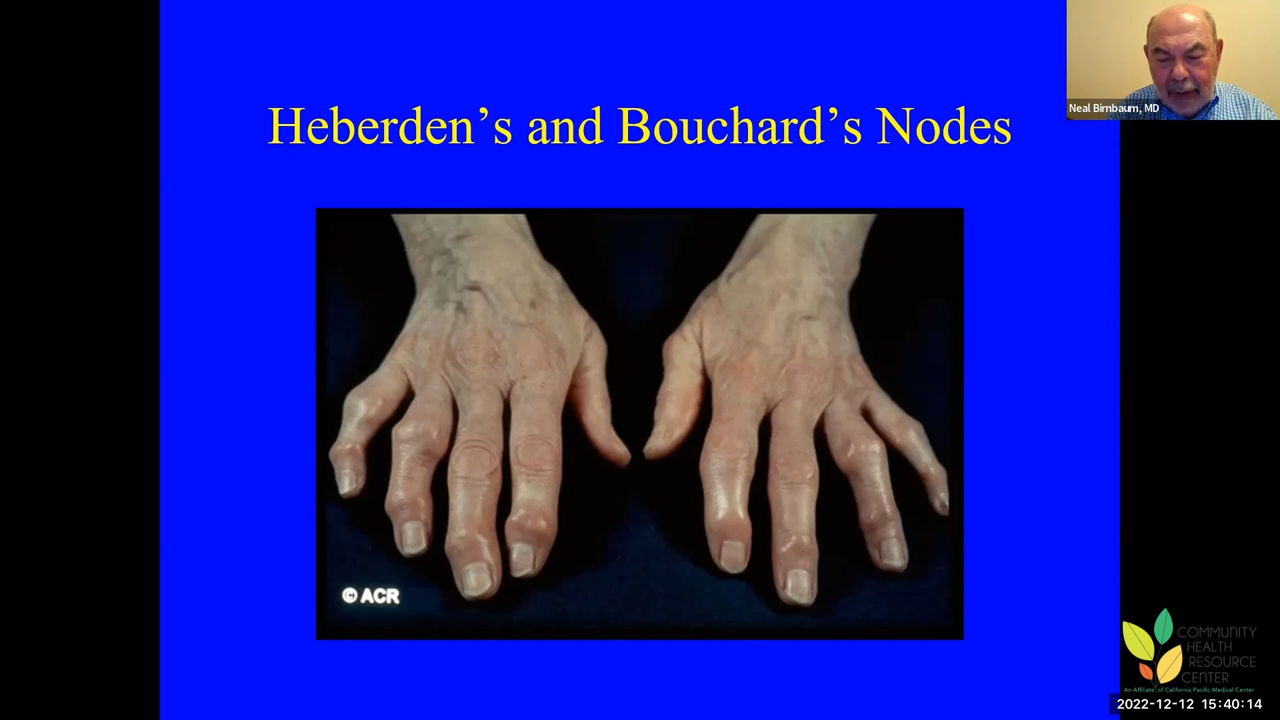 Neal Birnbaum, MD
Heberden's and Bouchard's Nodes
© ACR
COMMUNITY
HEALTH
RESOURCE
CENTER
An Affiliate of California Pacific Medical Center
2022-12-12 15:40:14